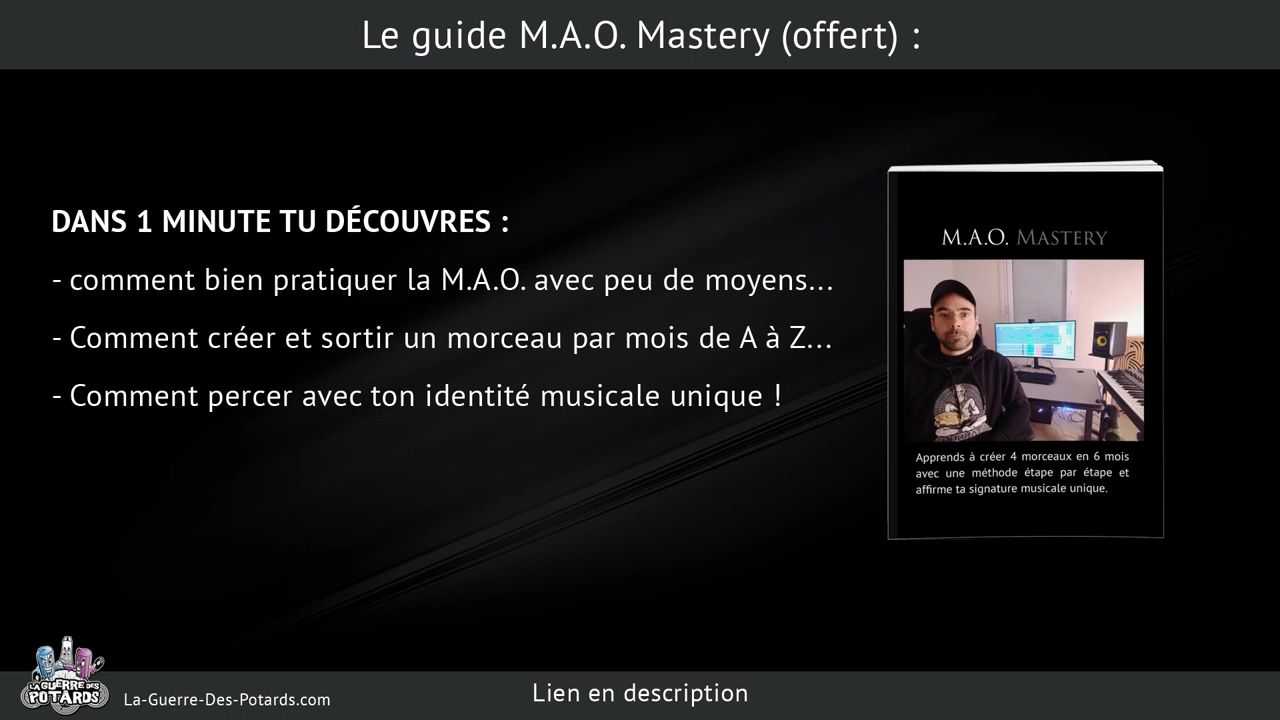 Le guide M.A.O. Mastery (offert) :
DANS 1 MINUTE TU DÉCOUVRES :
- comment bien pratiquer la M.A.O. avec peu de moyens...
- Comment créer et sortir un morceau par mois de A à Z...
- Comment percer avec ton identité musicale unique !
M.A.O. MASTERY
Apprends à créer 4 morceaux en 6 mois
avec une méthode étape par étape et
affirme ta signature musicale unique.
LA GUERRE DES
POTARDS
La-Guerre-Des-Potards.com
Lien en description